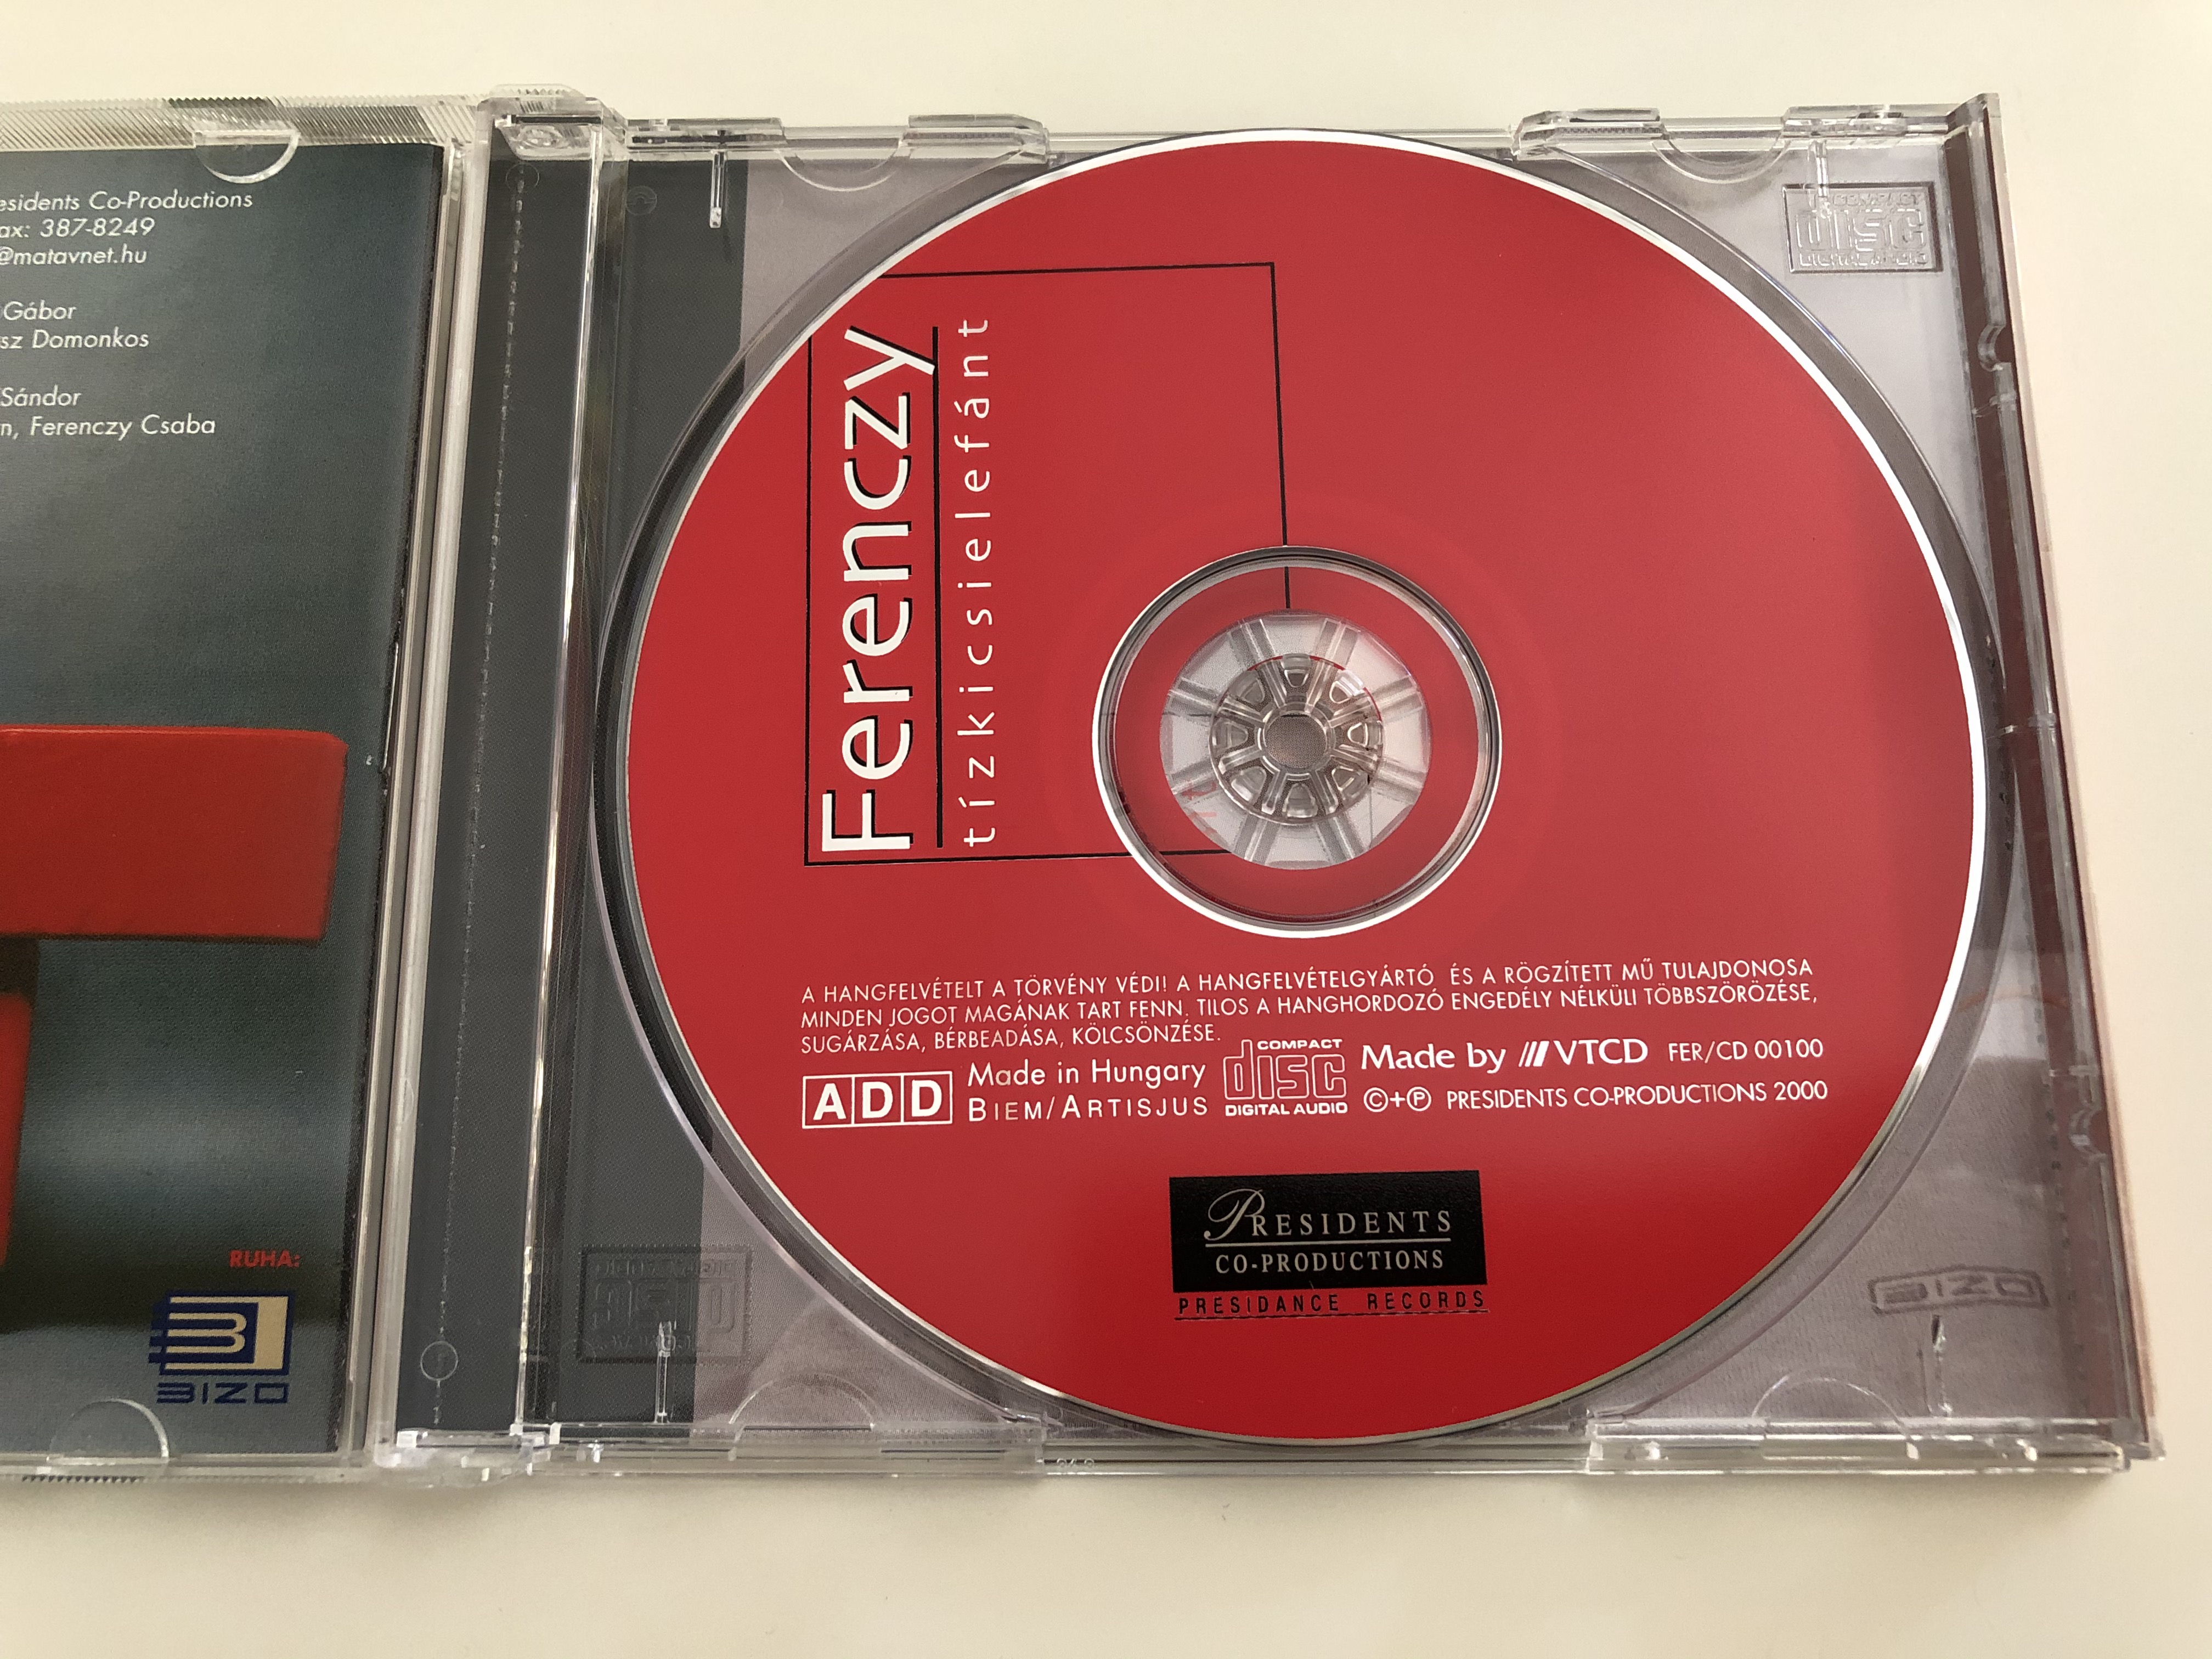 Co-Productions
387-8249
@matavnet.hu
Gábor
Domonkos
Sándor
Ferenczy Csaba
RUHA:
BIZO
Ferenczy
tízkicsielefánt
A HANGFELVÉTELT A TÖRVÉNY VÉDI! A HANGFELVÉTELGYÁRTÓ ÉS A RÖGZÍTETT MŰ TULAJDONOSA
MINDEN JOGOT MAGÁNAK TART FENN. TILOS A HANGHORDOZÓ ENGEDÉLY NÉLKÜLI TÖBBSZÖRÖZÉSE,
SUGÁRZÁSA, BÉRBEADÁSA, KÖLCSÖNZÉSE.
ADD
Made in Hungary
BIEM/ARTISJUS
COMPACT
disc
DIGITAL AUDIO
Made by VTCD FER/CD 00100
©+℗ PRESIDENTS CO-PRODUCTIONS 2000
PRESIDENTS
CO-PRODUCTIONS
PRESIDANCE RECORDS
COMPACT
disc
DIGITAL AUDIO
BIZO